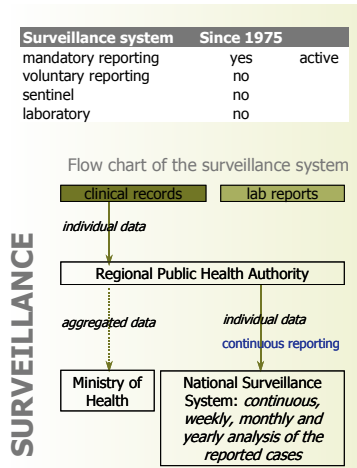 Surveillance system Since 1975
mandatory reporting yes active
voluntary reporting no
sentinel no
laboratory no
Flow chart of the surveillance system
clinical records lab reports
individual data
Regional Public Health Authority
aggregated data individual data
continuous reporting
Ministry of
Health
National Surveillance
System: continuous,
weekly, monthly and
yearly analysis of the
reported cases
SURVEILLANCE